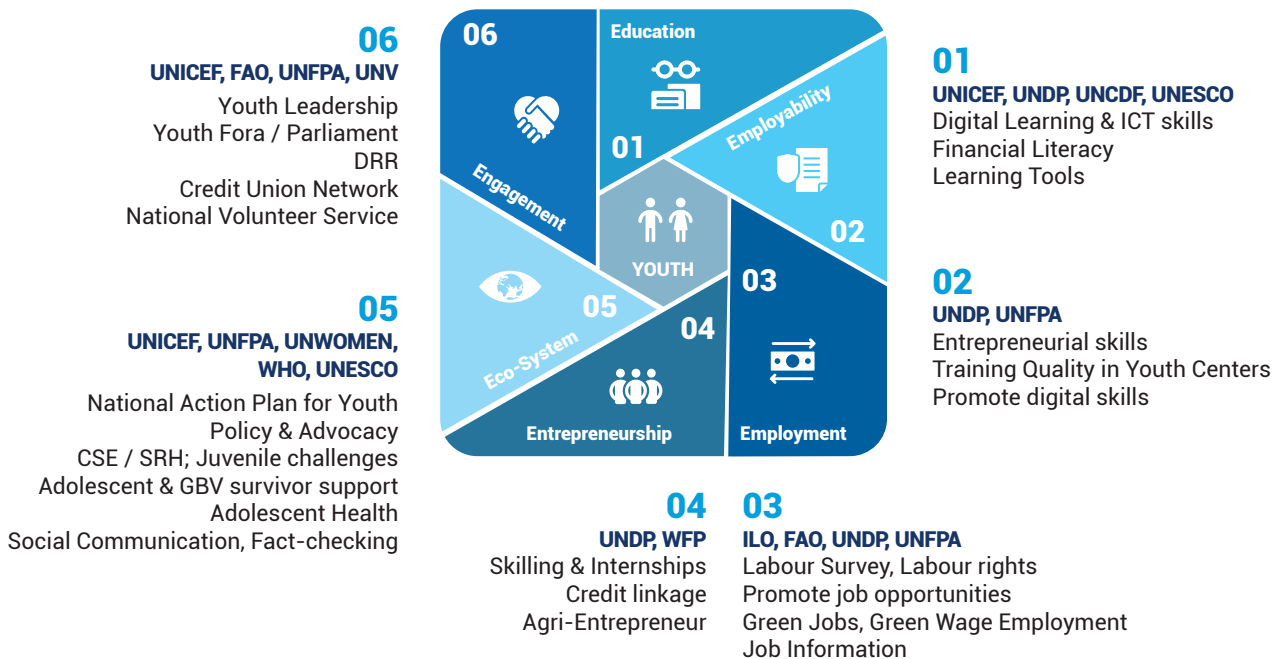 06
UNICEF, FAO, UNFPA, UNV
Youth Leadership
Youth Fora / Parliament
DRR
Credit Union Network
National Volunteer Service
05
UNICEF, UNFPA, UNWOMEN,
WHO, UNESCO
National Action Plan for Youth
Policy & Advocacy
CSE / SRH; Juvenile challenges
Adolescent & GBV survivor support
Adolescent Health
Social Communication, Fact-checking
06
Engagement
Education
01
Employability
02
YOUTH
03
Employment
04
Entrepreneurship
05
Eco-System
01
UNICEF, UNDP, UNCDF, UNESCO
Digital Learning & ICT skills
Financial Literacy
Learning Tools
02
UNDP, UNFPA
Entrepreneurial skills
Training Quality in Youth Centers
Promote digital skills
04
UNDP, WFP
Skilling & Internships
Credit linkage
Agri-Entrepreneur
03
ILO, FAO, UNDP, UNFPA
Labour Survey, Labour rights
Promote job opportunities
Green Jobs, Green Wage Employment
Job Information